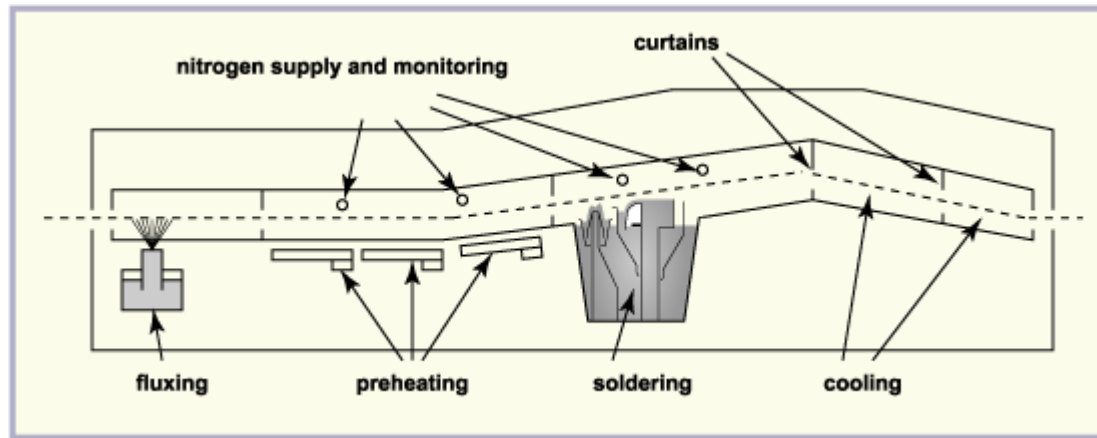 curtains
nitrogen supply and monitoring
fluxing
preheating
soldering
cooling